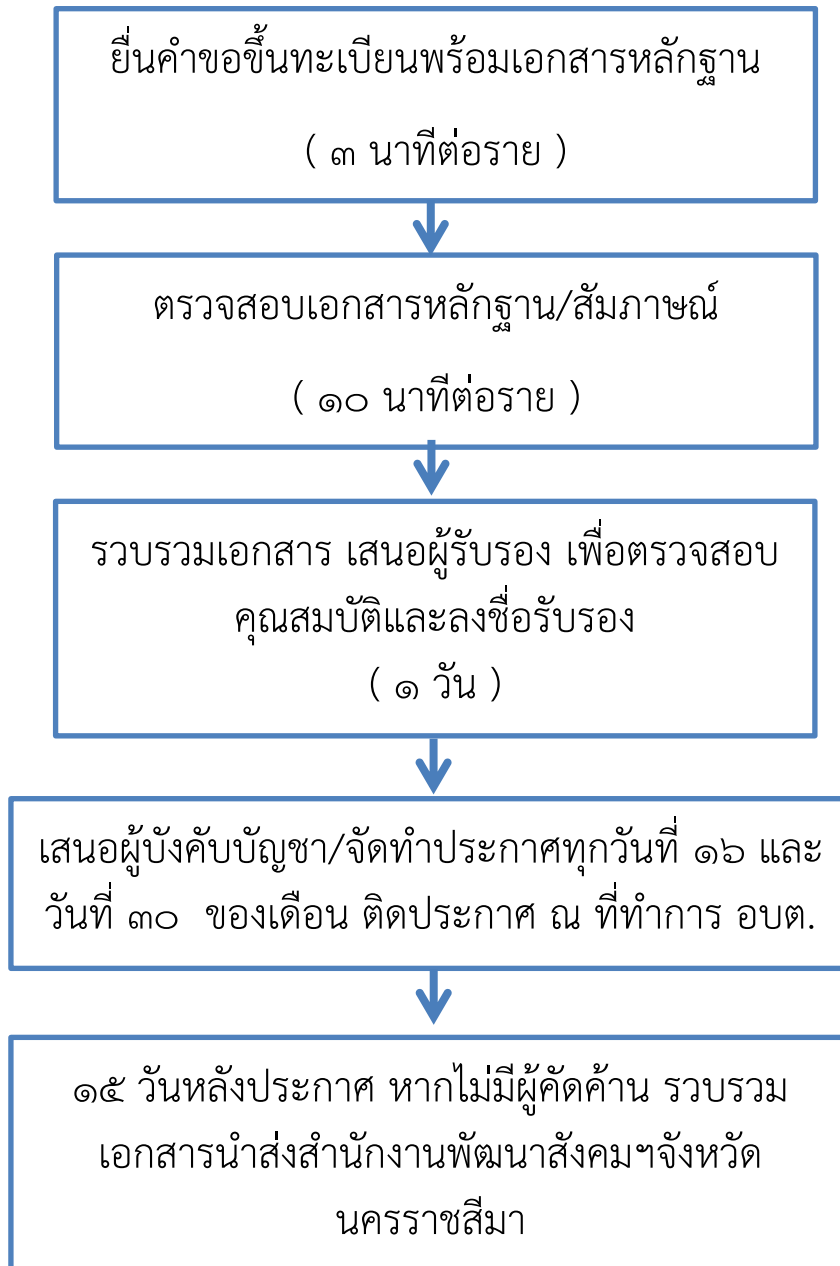 ยื่นคำขอขึ้นทะเบียนพร้อมเอกสารหลักฐาน
( ๓ นาทีต่อราย )
ตรวจสอบเอกสารหลักฐาน/สัมภาษณ์
( ๑๐ นาทีต่อราย )
รวบรวมเอกสาร เสนอผู้รับรอง เพื่อตรวจสอบ
คุณสมบัติและลงชื่อรับรอง
( ๑ วัน )
เสนอผู้บังคับบัญชา/จัดทำประกาศทุกวันที่ ๑๖ และ
วันที่ ๓๐ ของเดือน ติดประกาศ ณ ที่ทำการ อบต.
๑๕ วันหลังประกาศ หากไม่มีผู้คัดค้าน รวบรวม
เอกสารนำส่งสำนักงานพัฒนาสังคมฯจังหวัด
นครราชสีมา